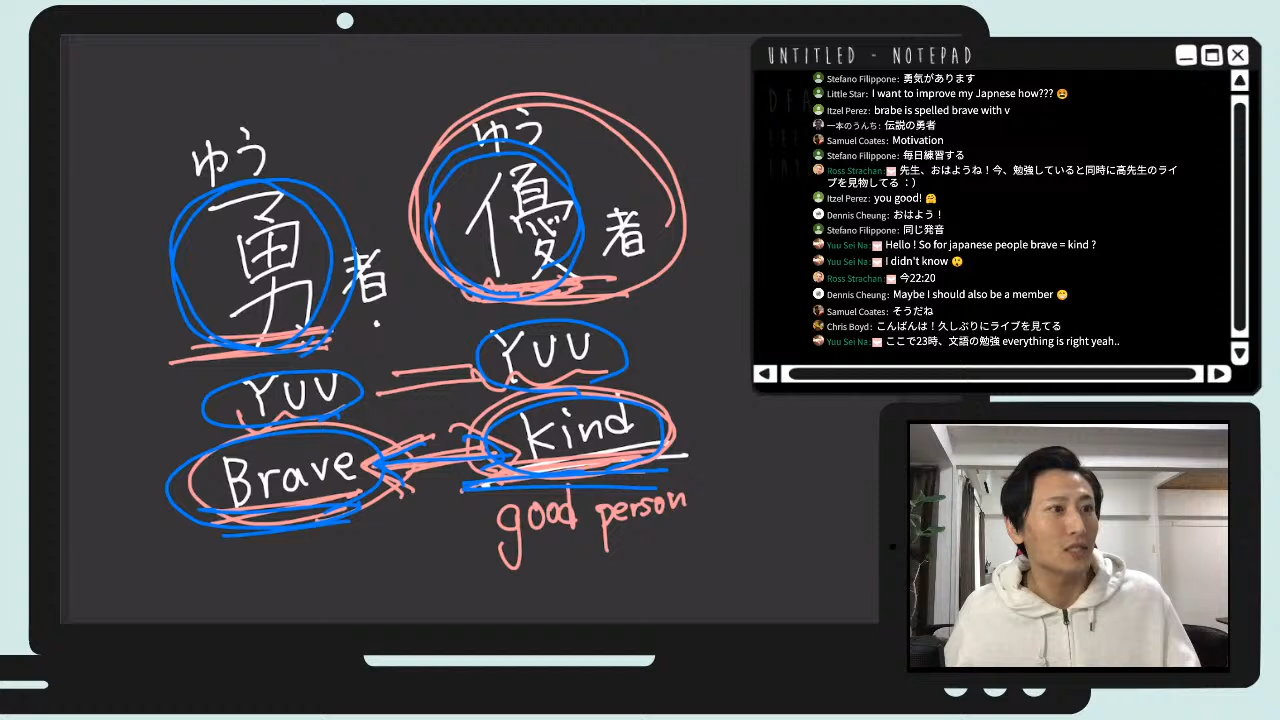 ゆう
勇者
YUU
Brave
ゆう
優者
YUU
kind
good person
UNTITLED - NOTEPAD
Stefano Filippone: 勇気があります
Little Star: I want to improve my Japnese how??? 😩
Itzel Perez: brabe is spelled brave with v
一本のうんち: 伝説の勇者
Samuel Coates: Motivation
Stefano Filippone: 毎日練習する
Ross Strachan: 先生、おはようね！今、勉強していると同時に高先生のライ
ブを見物してる ：）
Itzel Perez: you good! 🤗
Dennis Cheung: おはよう！
Stefano Filippone: 同じ発音
Yuu Sei Na: Hello ! So for japanese people brave = kind ?
Yuu Sei Na: I didn't know 😲
Ross Strachan: 今22:20
Dennis Cheung: Maybe I should also be a member 😁
Samuel Coates: そうだね
Chris Boyd: こんばんは！久しぶりにライブを見てる
Yuu Sei Na: ここで23時、文語の勉強 everything is right yeah..